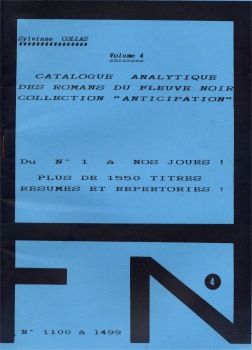 Sylviane COLLAS
Volume 4
CATALOGUE ANALYTIQUE
DES ROMANS DU FLEUVE NOIR
COLLECTION "ANTICIPATION"
DU N° 1 à NOS JOURS !
PLUS DE 1550 TITRES
RESUMES ET REPERTORIES !
FN
4
N° 1100 à 1499